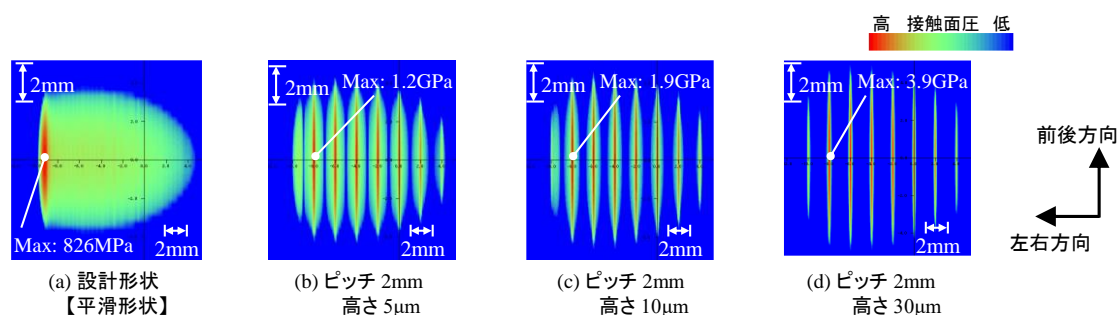 高 接触面圧 低
2mm
Max: 826MPa
2mm
(a) 設計形状
【平滑形状】
2mm
Max: 1.2GPa
2mm
(b) ピッチ 2mm
高さ 5μm
2mm
Max: 1.9GPa
2mm
(c) ピッチ 2mm
高さ 10μm
2mm
Max: 3.9GPa
2mm
(d) ピッチ 2mm
高さ 30μm
前後方向
左右方向